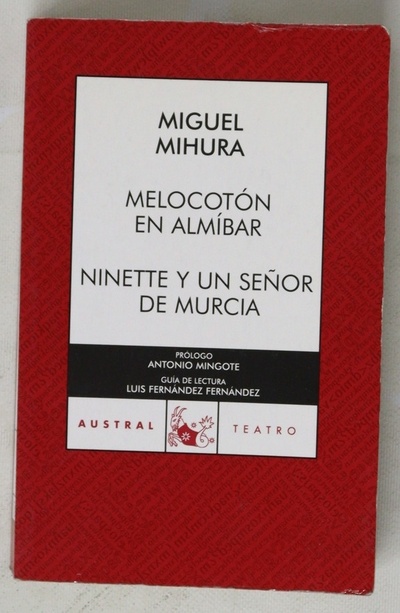 MIGUEL
MIHURA
MELOCOTÓN
EN ALMÍBAR
NINETTE Y UN SEÑOR
DE MURCIA
PRÓLOGO
ANTONIO MINGOTE
GUÍA DE LECTURA
LUIS FERNÁNDEZ FERNÁNDEZ
AUSTRAL TEATRO